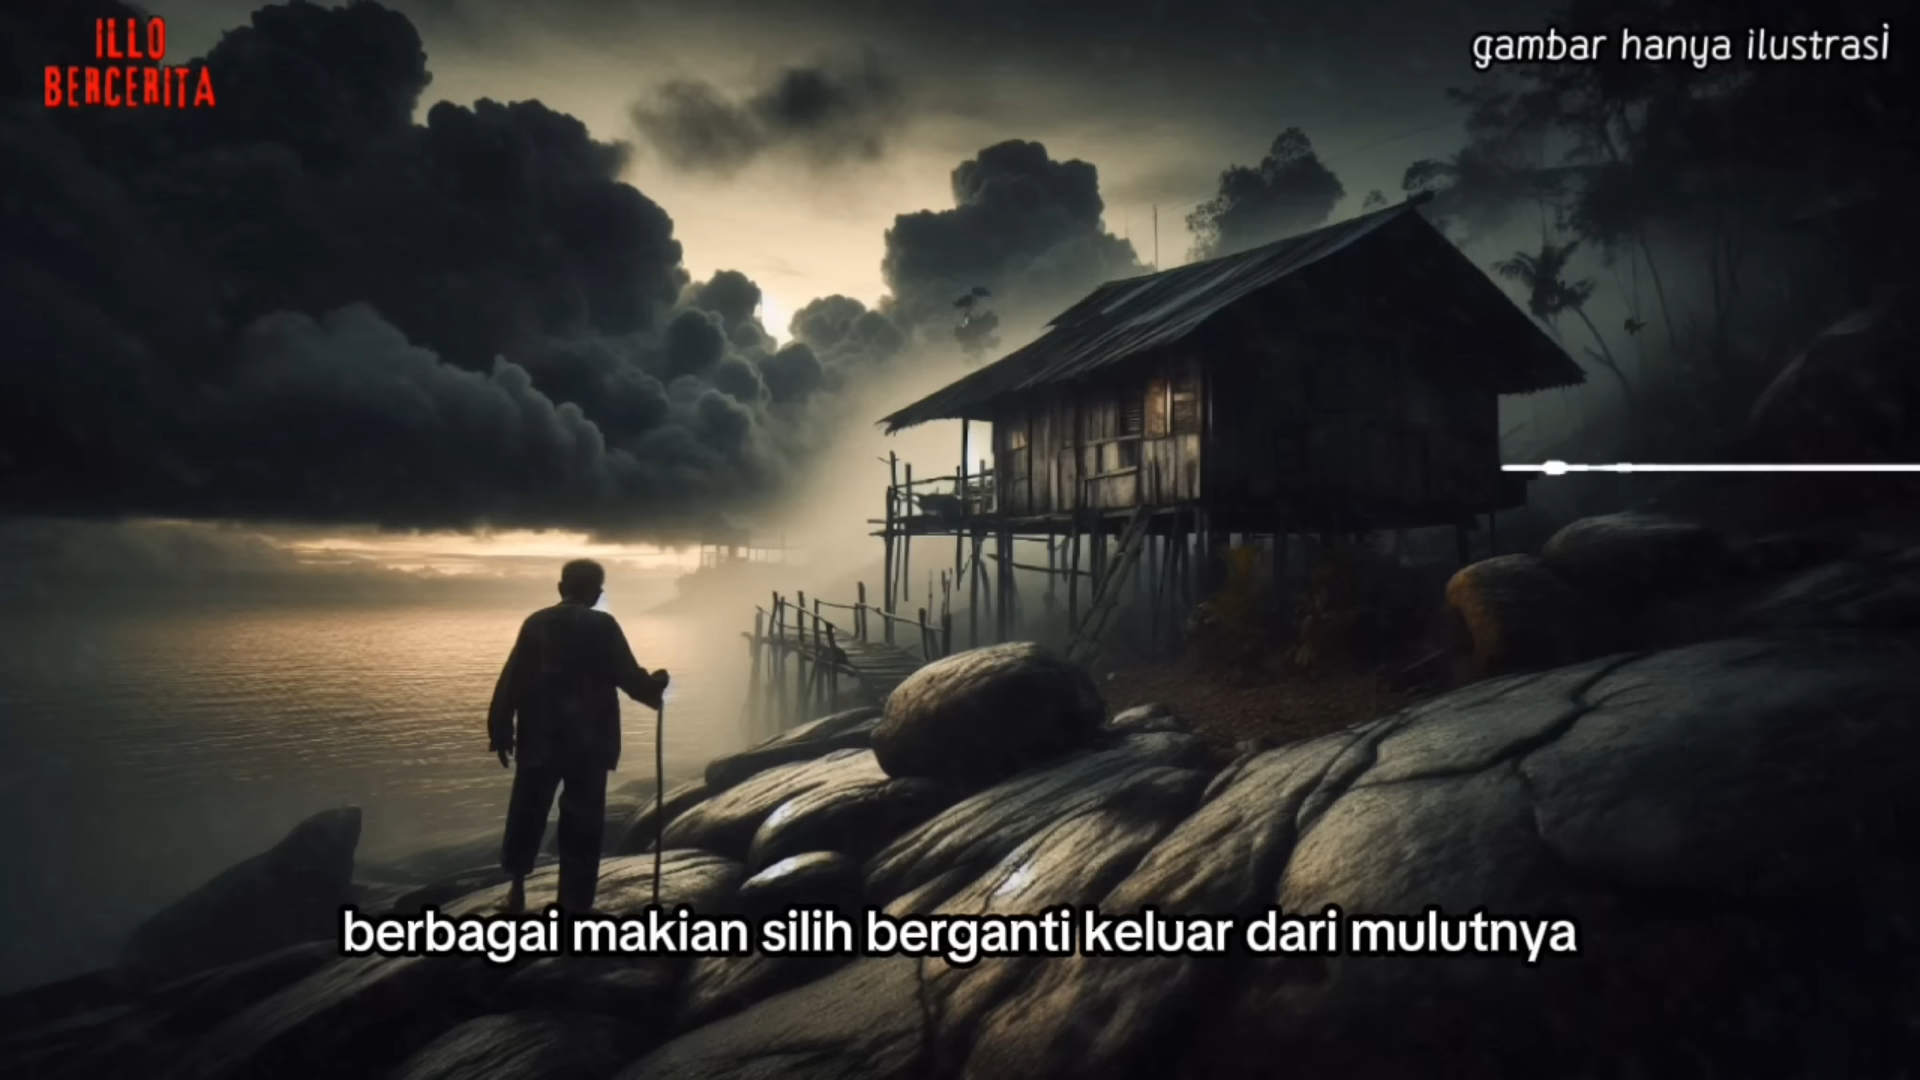 ILLO
BERCERITA
gambar hanya ilustrasi
berbagai makian silih berganti keluar dari mulutnya